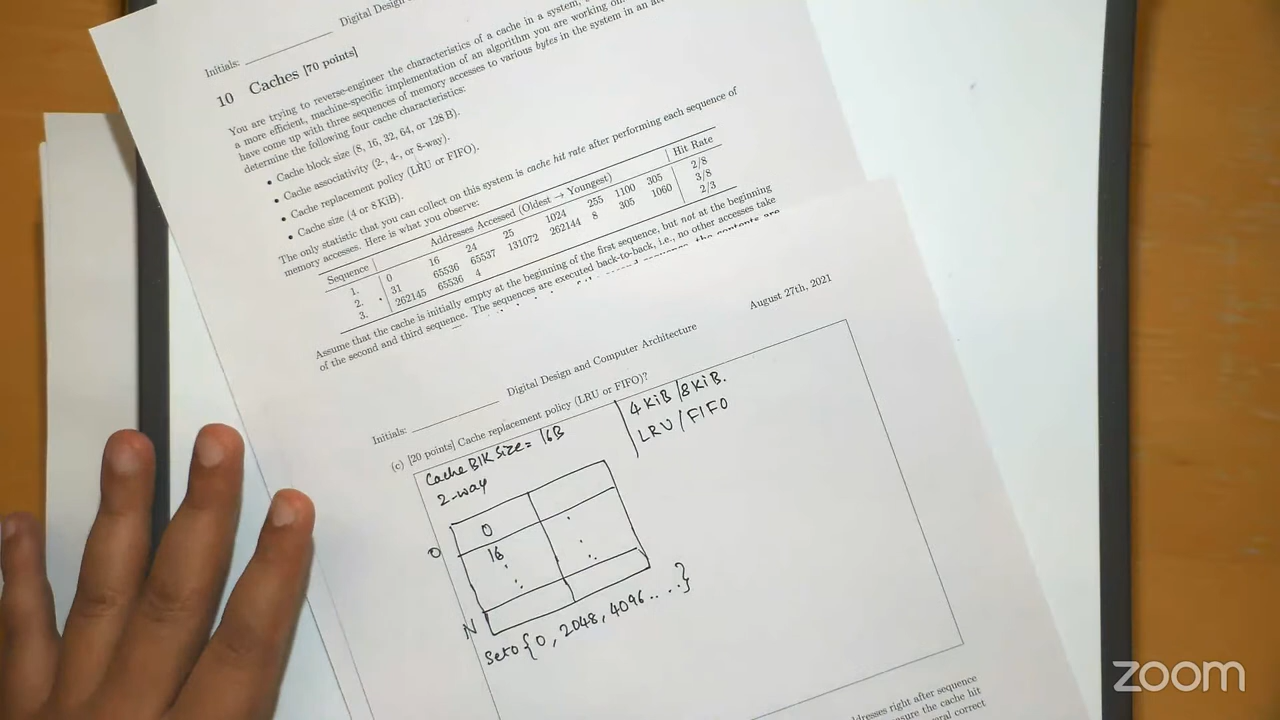 Digital Design
Initials:
10 Caches [70 points]
You are trying to reverse-engineer the characteristics of a cache in a system,
a more efficient, machine-specific implementation of an algorithm you are working on
have come up with three sequences of memory accesses to various bytes in the system in an
determine the following four cache characteristics:
• Cache block size (8, 16, 32, 64, or 128 B).
• Cache associativity (2-, 4-, or 8-way).
• Cache replacement policy (LRU or FIFO).
• Cache size (4 or 8 KiB).
The only statistic that you can collect on this system is cache hit rate after performing each sequence of
memory accesses. Here is what you observe:
Sequence Addresses Accessed (Oldest → Youngest) Hit Rate
1. 0 16 24 25 1024 255 1100 305 2/8
2. 31 65536 65537 131072 262144 8 305 1060 3/8
3. 262145 65536 4 2/3
Assume that the cache is initially empty at the beginning of the first sequence, but not at the beginning
of the second and third sequence. The sequences are executed back-to-back, i.e., no other accesses take
Initials:
Digital Design and Computer Architecture
August 27th, 2021
(c) [20 points] Cache replacement policy (LRU or FIFO)?
Cache Blk Size = 16B
2-way
4 KiB / 8 KiB.
LRU / FIFO
0
0
16
N
Set0 {0, 2048, 4096.....}
dresses right after sequence
easure the cache hit
veral correct
zoom